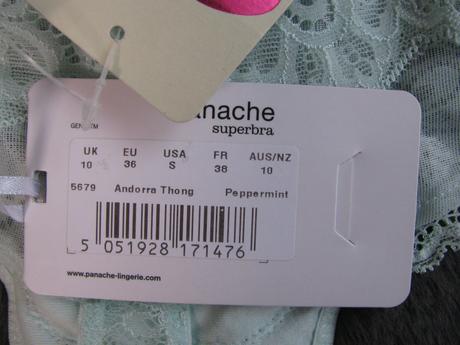 superbra
UK EU USA FR AUS/NZ
10 36 S 38 10
5679 Andorra Thong Peppermint
5 051928 171476
www.panache-lingerie.com